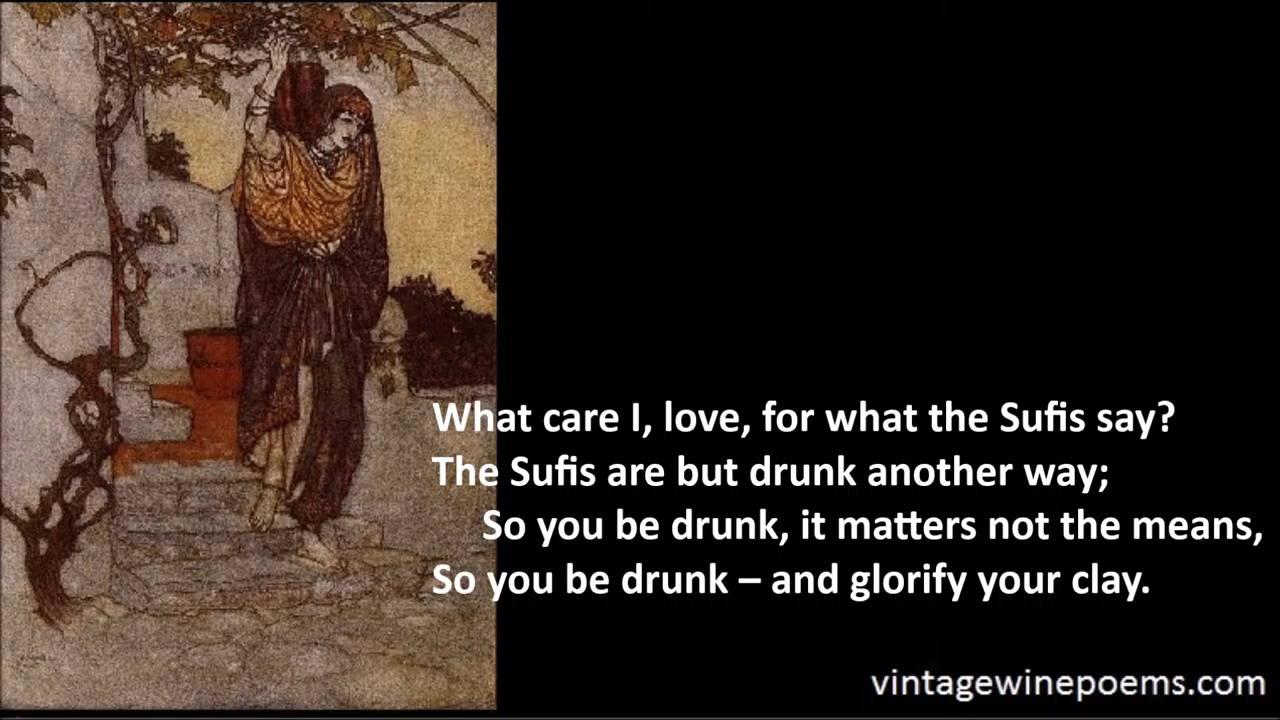 What care I, love, for what the Sufis say?
The Sufis are but drunk another way;
So you be drunk, it matters not the means,
So you be drunk – and glorify your clay.
vintagewinepoems.com